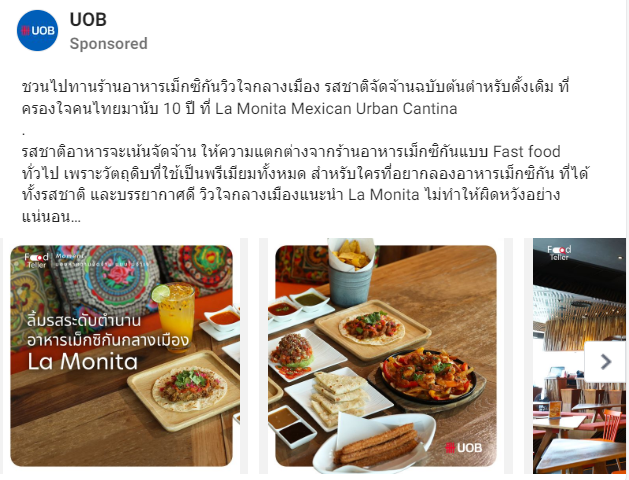 UOB
UOB
Sponsored
ชวนไปทานร้านอาหารเม็กซิกันวิวใจกลางเมือง รสชาติจัดจ้านฉบับต้นตำหรับดั้งเดิม ที่
ครองใจคนไทยมานับ 10 ปี ที่ La Monita Mexican Urban Cantina
.
รสชาติอาหารจะเน้นจัดจ้าน ให้ความแตกต่างจากร้านอาหารเม็กซิกันแบบ Fast food
ทั่วไป เพราะวัตถุดิบที่ใช้เป็นพรีเมียมทั้งหมด สำหรับใครที่อยากลองอาหารเม็กซิกัน ที่ได้
ทั้งรสชาติ และบรรยากาศดี วิวใจกลางเมืองแนะนำ La Monita ไม่ทำให้ผิดหวังอย่าง
แน่นอน...
Food Teller
Moment
ลิ้มรสระดับตำนาน
อาหารเม็กซิกันกลางเมือง
La Monita
UOB
Food
Teller